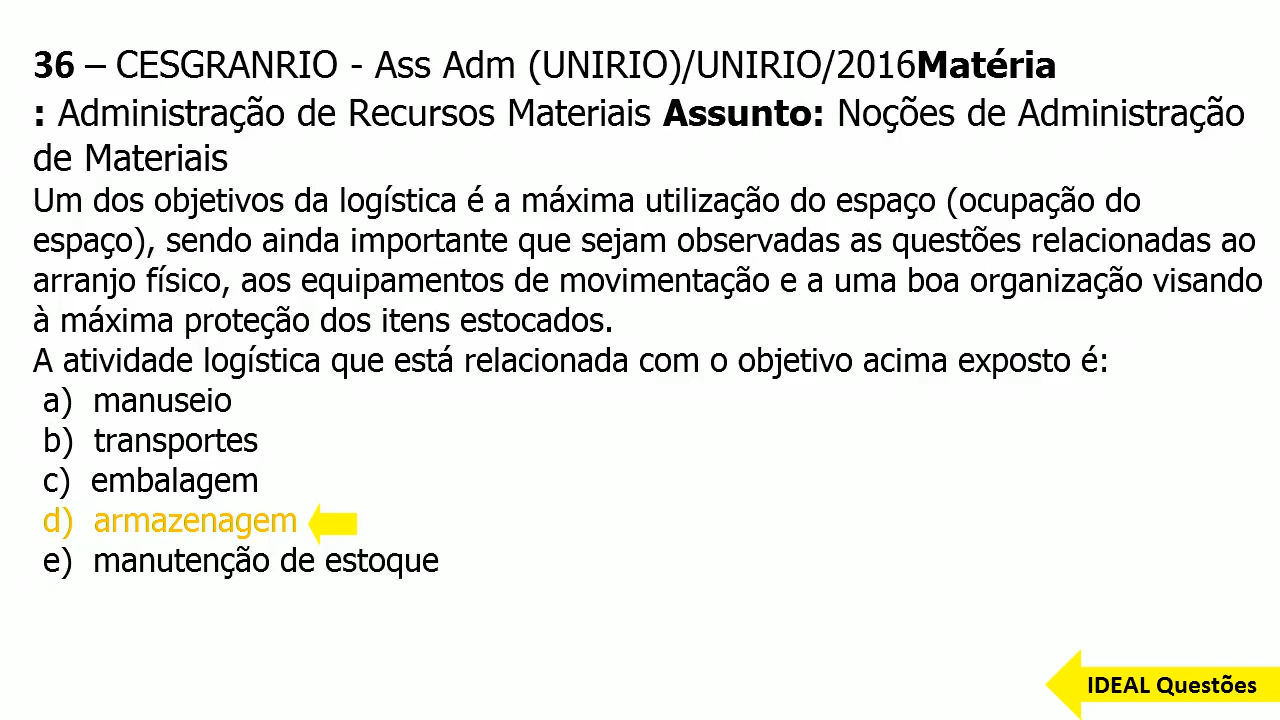 36 – CESGRANRIO - Ass Adm (UNIRIO)/UNIRIO/2016Matéria
: Administração de Recursos Materiais Assunto: Noções de Administração
de Materiais
Um dos objetivos da logística é a máxima utilização do espaço (ocupação do
espaço), sendo ainda importante que sejam observadas as questões relacionadas ao
arranjo físico, aos equipamentos de movimentação e a uma boa organização visando
à máxima proteção dos itens estocados.
A atividade logística que está relacionada com o objetivo acima exposto é:
a) manuseio
b) transportes
c) embalagem
d) armazenagem
e) manutenção de estoque
IDEAL Questões